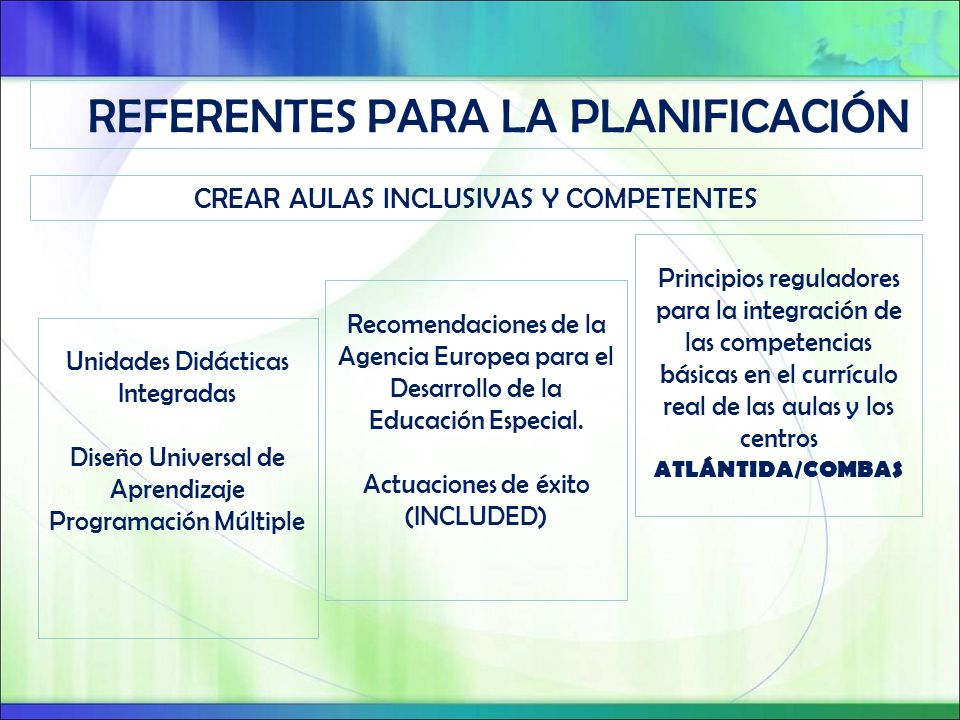 REFERENTES PARA LA PLANIFICACIÓN
CREAR AULAS INCLUSIVAS Y COMPETENTES
Unidades Didácticas
Integradas
Diseño Universal de
Aprendizaje
Programación Múltiple
Recomendaciones de la
Agencia Europea para el
Desarrollo de la
Educación Especial.
Actuaciones de éxito
(INCLUDED)
Principios reguladores
para la integración de
las competencias
básicas en el currículo
real de las aulas y los
centros
ATLÁNTIDA/COMBAS